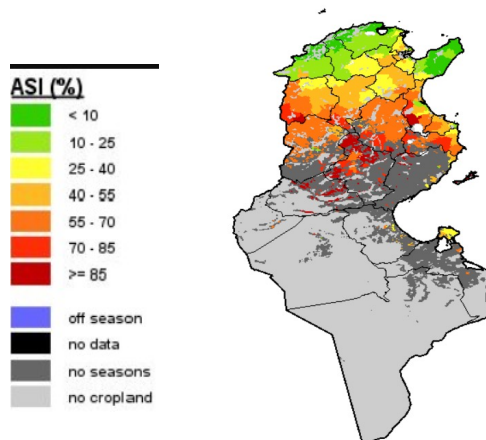 ASI (%)
< 10
10 - 25
25 - 40
40 - 55
55 - 70
70 - 85
>= 85
off season
no data
no seasons
no cropland